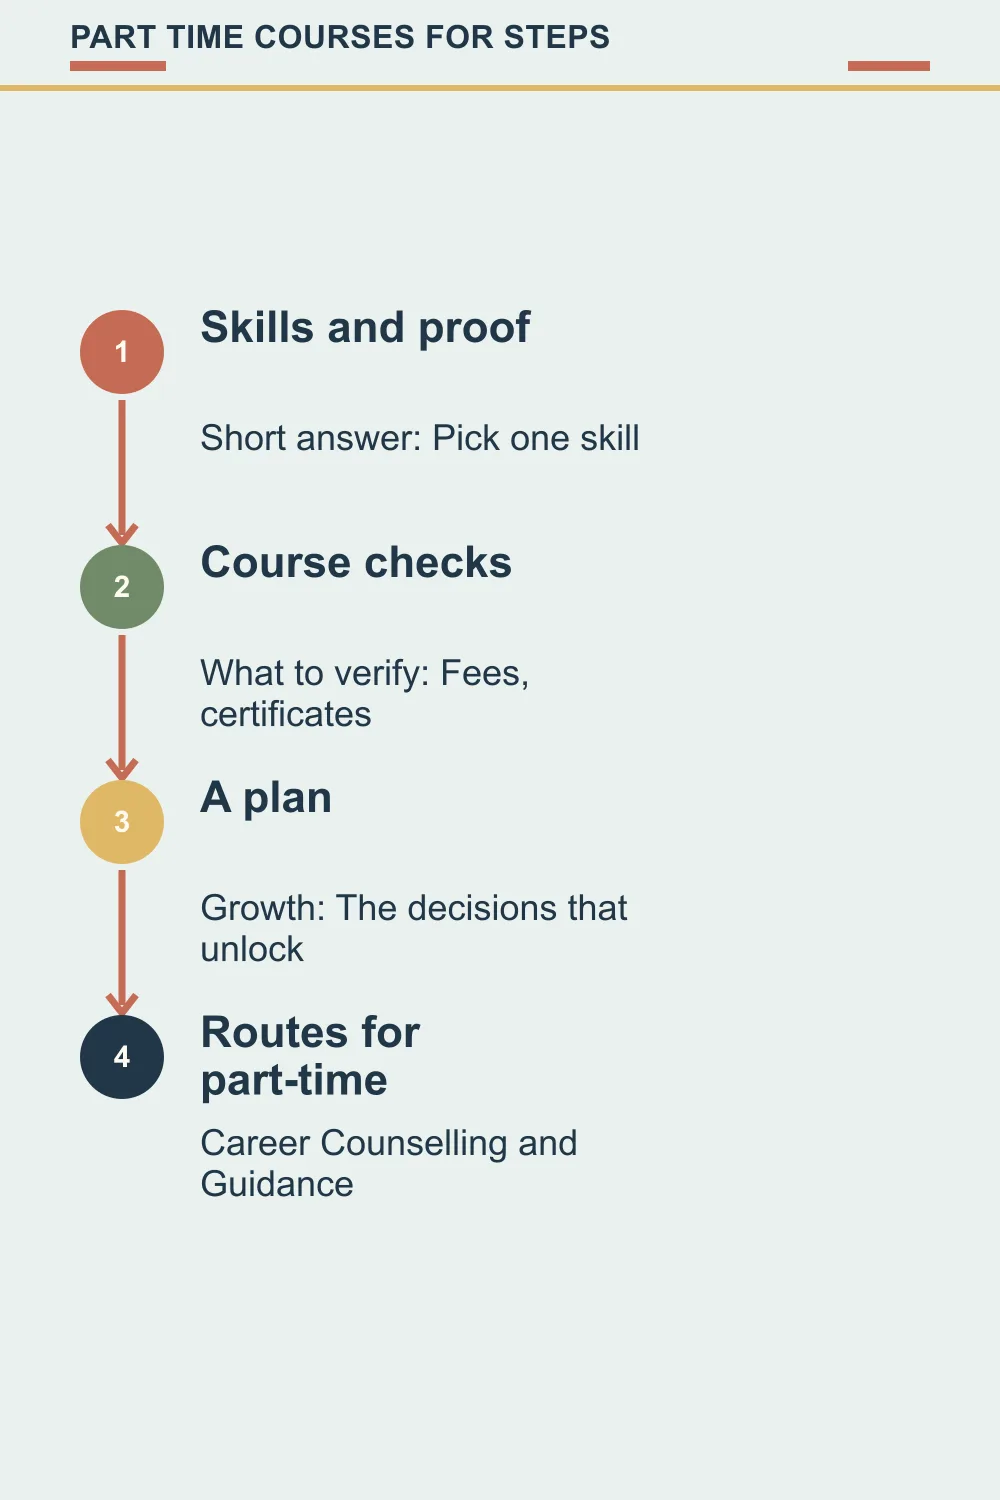 PART TIME COURSES FOR STEPS
1
Skills and proof
Short answer: Pick one skill
2
Course checks
What to verify: Fees,
certificates
3
A plan
Growth: The decisions that
unlock
4
Routes for
part-time
Career Counselling and
Guidance